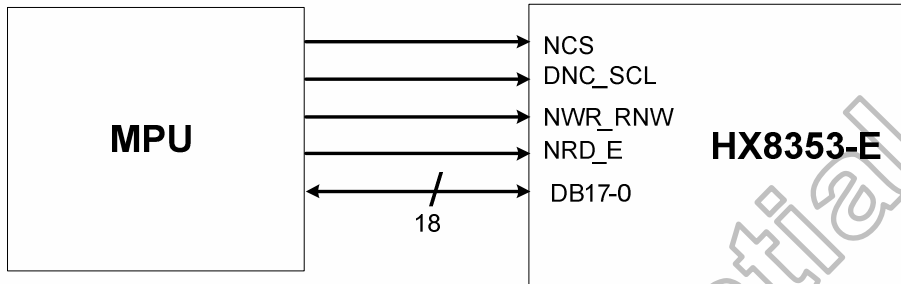 NCS
DNC_SCL
MPU
NWR_RNW
HX8353-E
NRD_E
DB17-0
18